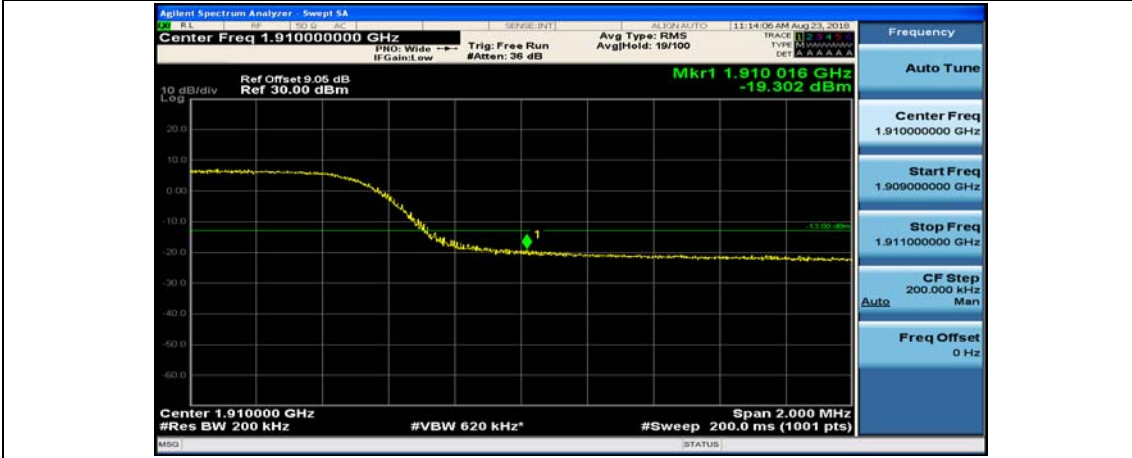 Agilent Spectrum Analyzer - Swept SA
RL RF 50 Ω AC SENSE:INT ALIGN AUTO 11:14:06 AM Aug 23, 2018
Center Freq 1.910000000 GHz
PNO: Wide
IFGain:Low
Trig: Free Run
#Atten: 36 dB
Avg Type: RMS
Avg|Hold: 19/100
TRACE 1 2 3 4 5 6
TYPE M
DET A A A A A A
Ref Offset 9.05 dB
10 dB/div Ref 30.00 dBm
Log
Mkr1 1.910 016 GHz
-19.302 dBm
20.0
10.0
0.00
-10.0
-13.00 dBm
1
-20.0
-30.0
-40.0
-50.0
-60.0
Center 1.910000 GHz Span 2.000 MHz
#Res BW 200 kHz #VBW 620 kHz* #Sweep 200.0 ms (1001 pts)
MSG STATUS
Frequency
Auto Tune
Center Freq
1.910000000 GHz
Start Freq
1.909000000 GHz
Stop Freq
1.911000000 GHz
CF Step
200.000 kHz
Auto Man
Freq Offset
0 Hz